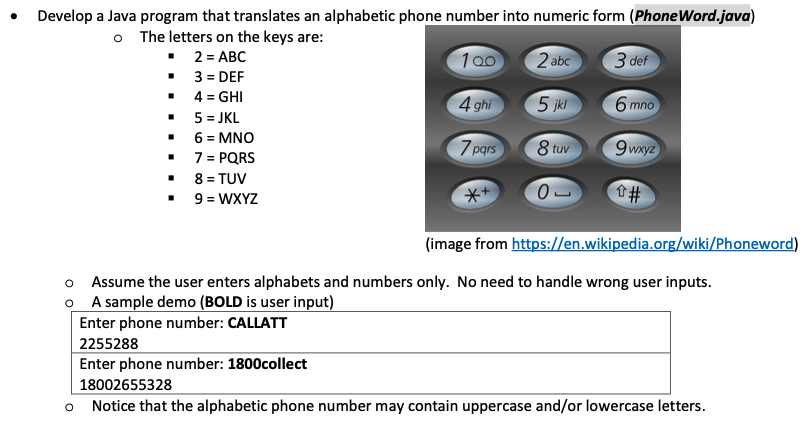 • Develop a Java program that translates an alphabetic phone number into numeric form (PhoneWord.java)
o The letters on the keys are:
▪ 2 = ABC
▪ 3 = DEF
▪ 4 = GHI
▪ 5 = JKL
▪ 6 = MNO
▪ 7 = PQRS
▪ 8 = TUV
▪ 9 = WXYZ
1 2 abc 3 def
4 ghi 5 jkl 6 mno
7 pqrs 8 tuv 9 wxyz
*+ 0 ⇧#
(image from https://en.wikipedia.org/wiki/Phoneword)
o Assume the user enters alphabets and numbers only. No need to handle wrong user inputs.
o A sample demo (BOLD is user input)
Enter phone number: CALLATT
2255288
Enter phone number: 1800collect
18002655328
o Notice that the alphabetic phone number may contain uppercase and/or lowercase letters.